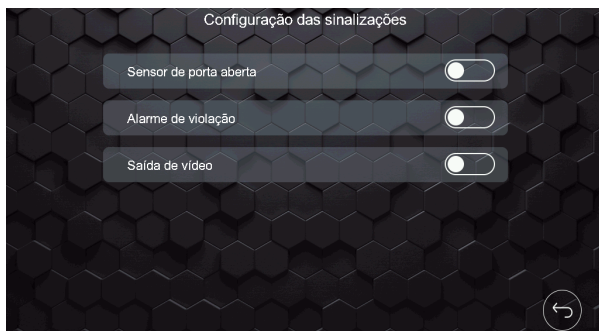 Configuração das sinalizações
Sensor de porta aberta
Alarme de violação
Saída de vídeo